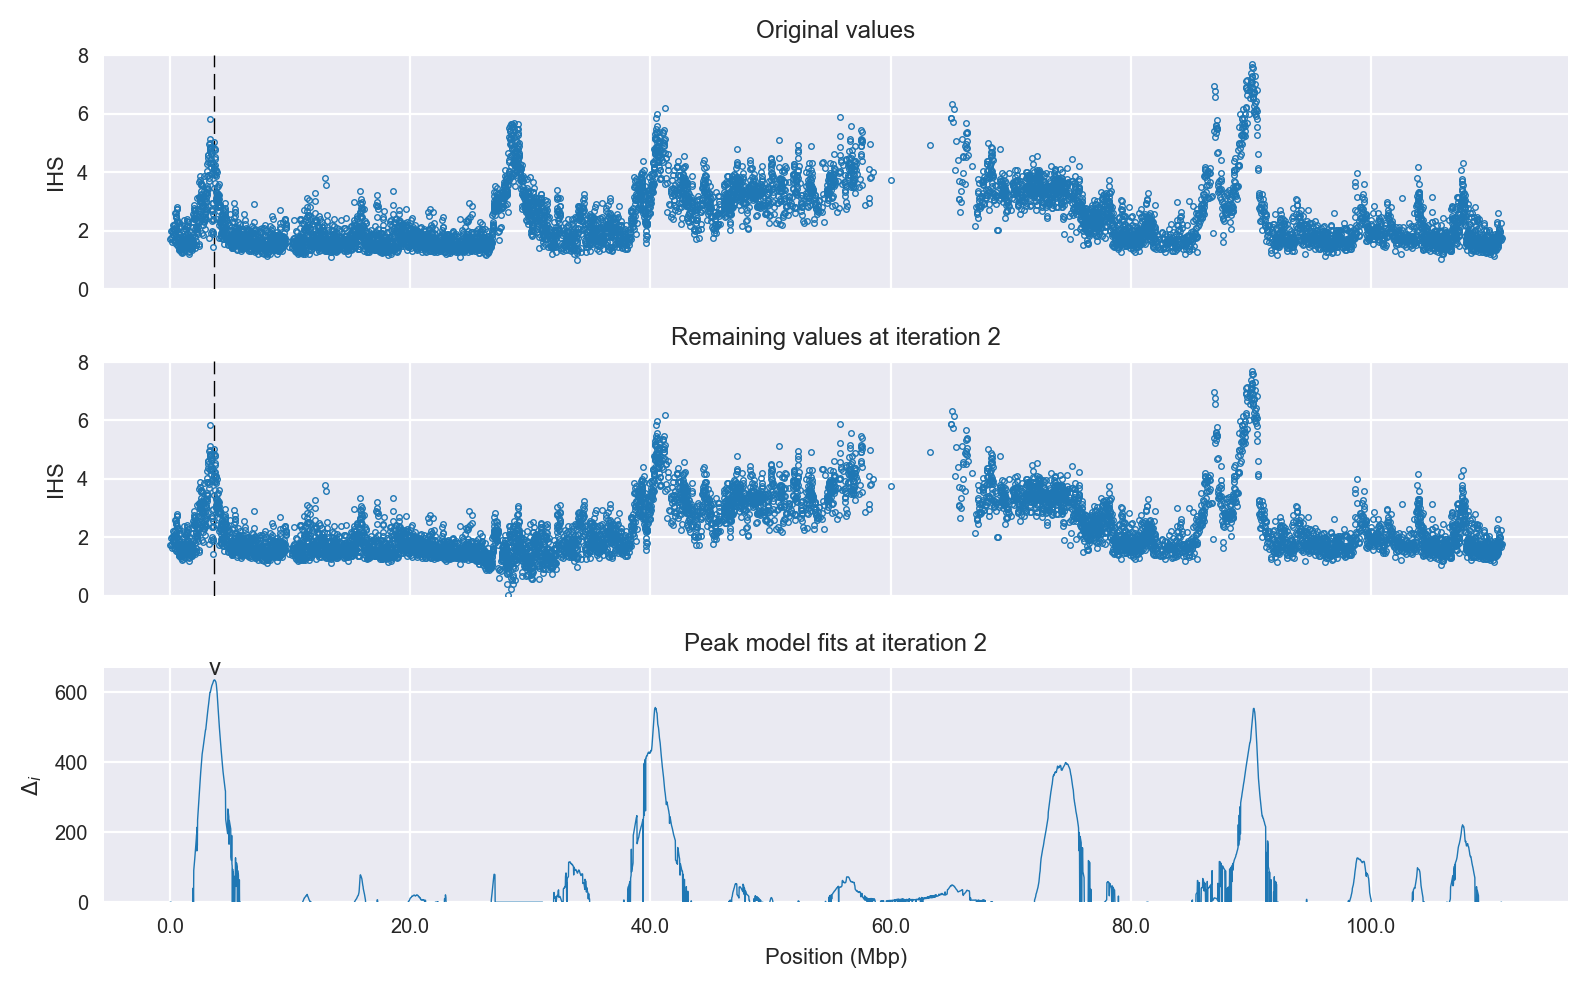 Original values
8
6
4
2
0
IHS
Remaining values at iteration 2
8
6
4
2
0
IHS
Peak model fits at iteration 2
v
600
400
200
0
Δi
0.0 20.0 40.0 60.0 80.0 100.0
Position (Mbp)